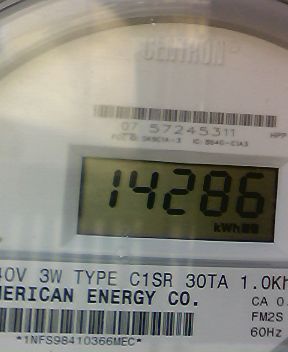 CENTRON
07 57245311
14286
kWh
40V 3W TYPE C1SR 30TA 1.0Kh
MERICAN ENERGY CO.
CA 0.
FM2S
60Hz
*1NFS98410366MEC*